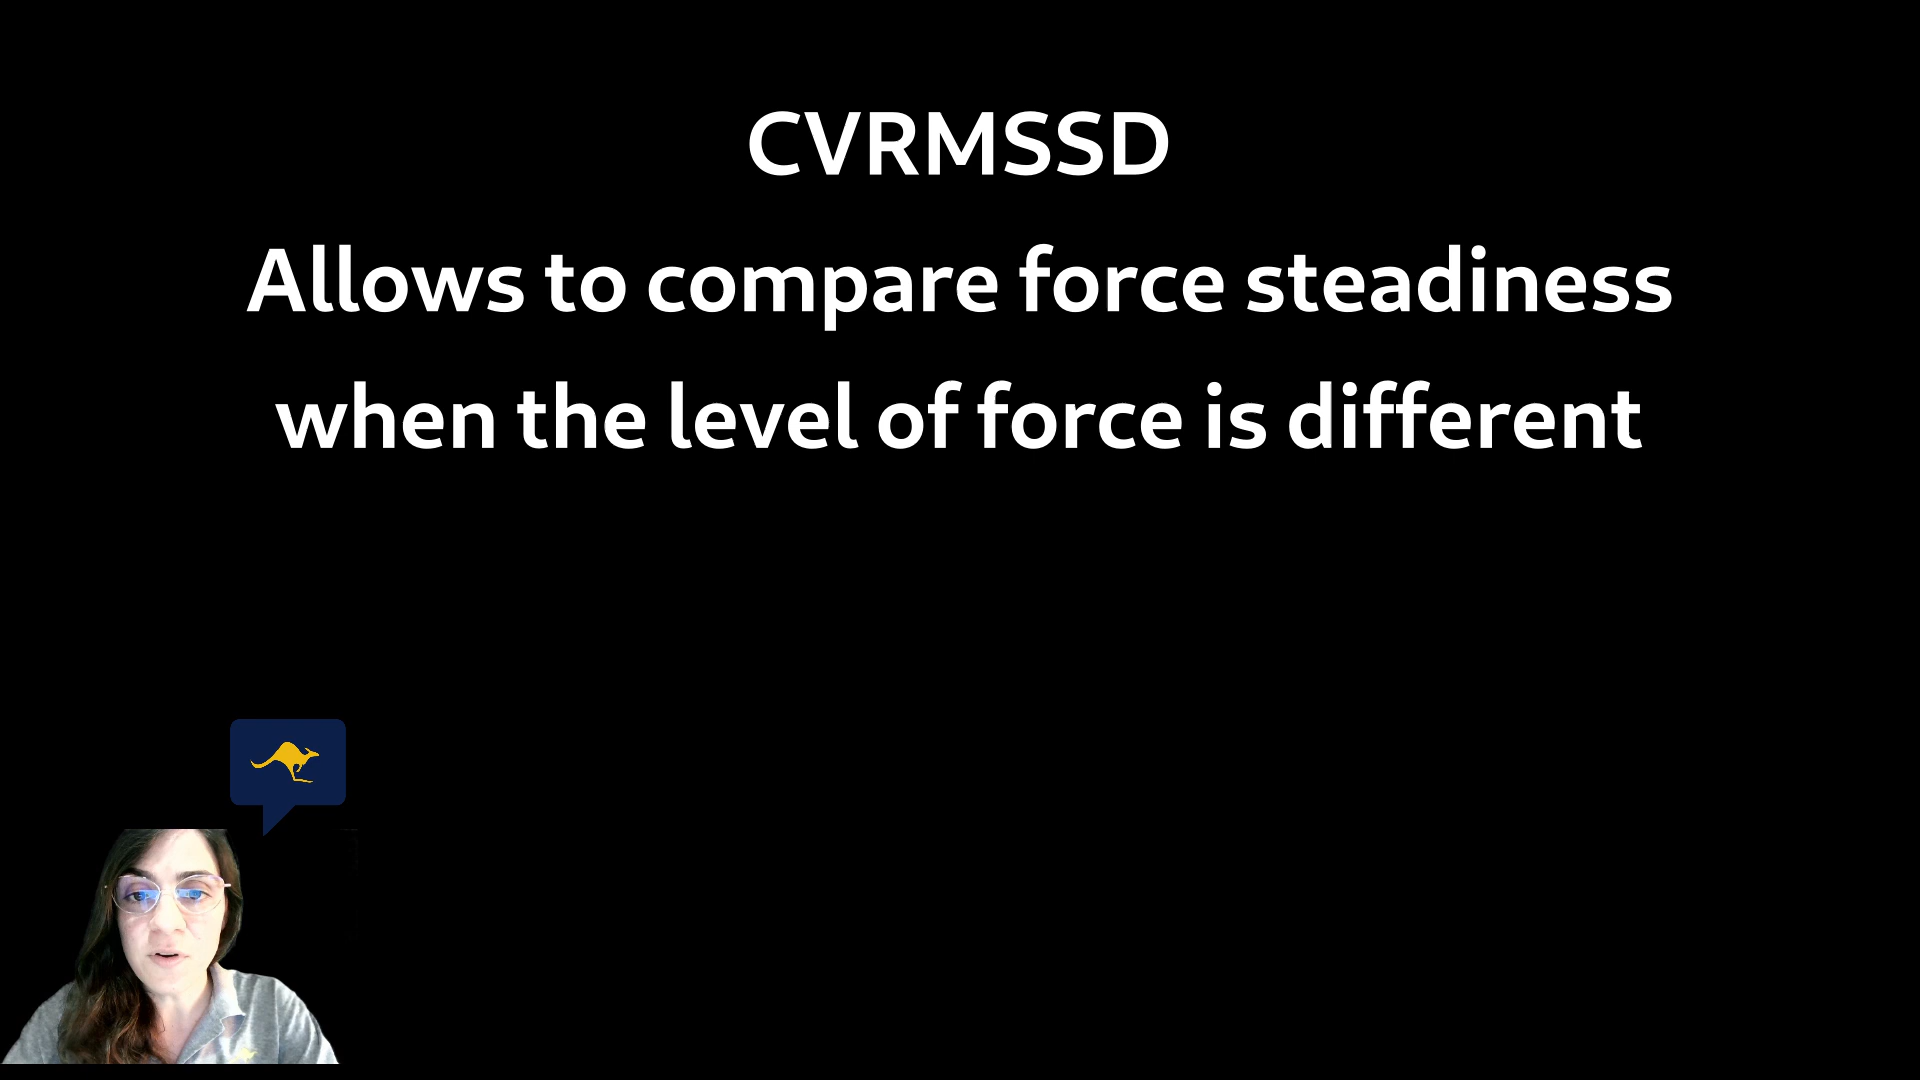 CVRMSSD
Allows to compare force steadiness
when the level of force is different